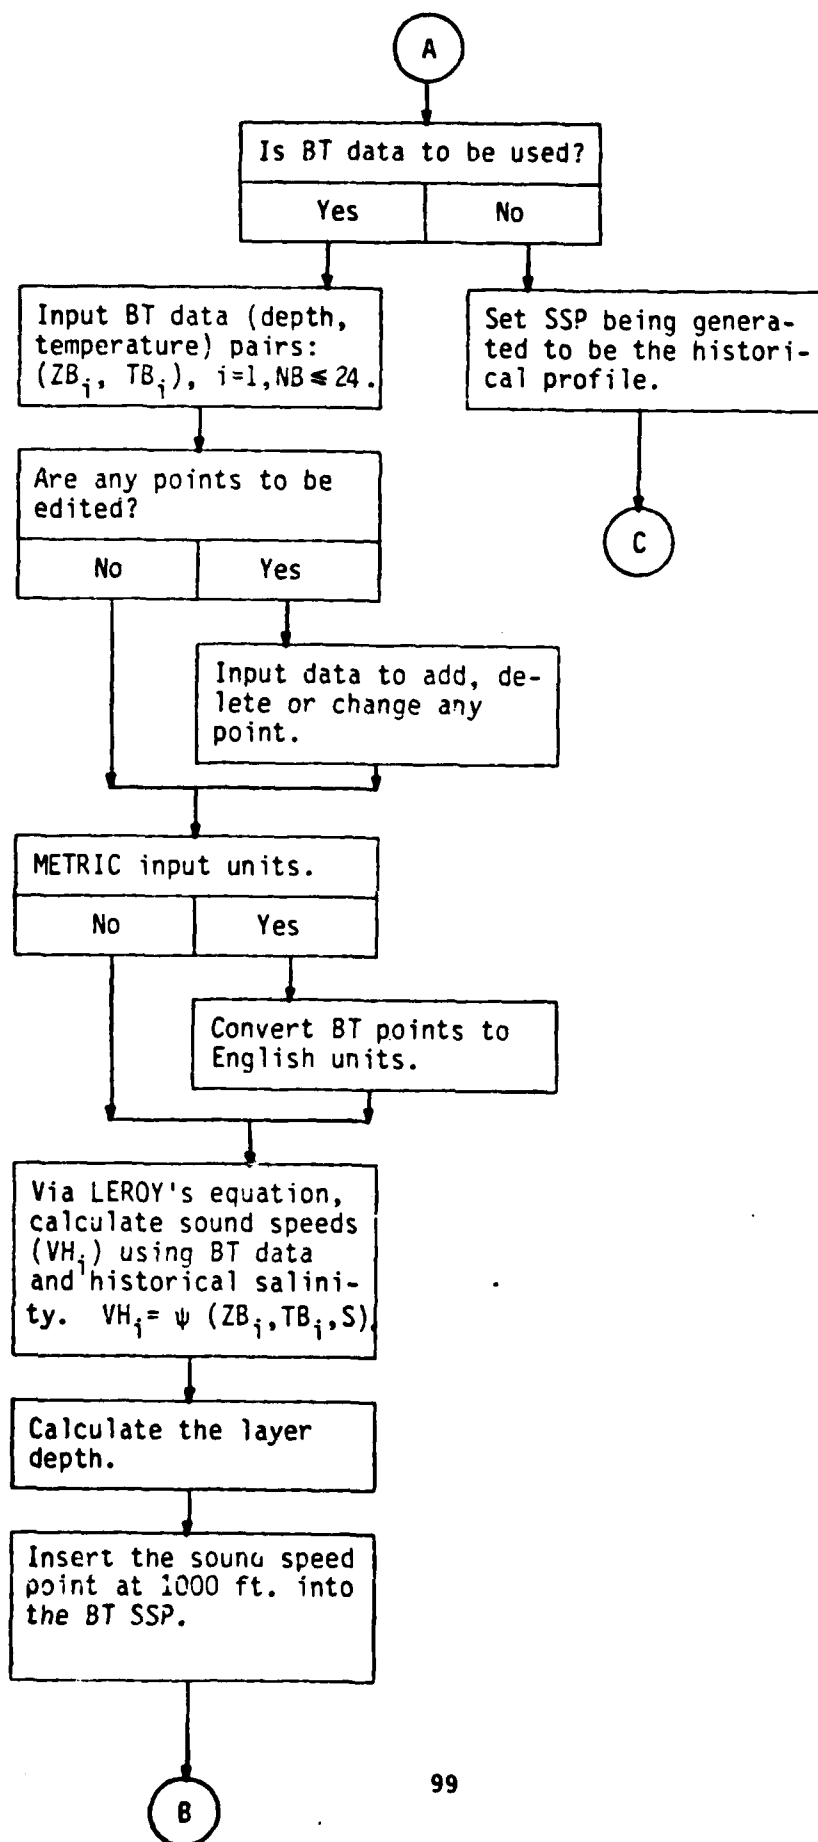 A
Is BT data to be used?
Yes No
Input BT data (depth,
temperature) pairs:
(ZB_i, TB_i), i=1,NB ≤ 24.
Set SSP being genera-
ted to be the histori-
cal profile.
Are any points to be
edited?
No Yes
C
Input data to add, de-
lete or change any
point.
METRIC input units.
No Yes
Convert BT points to
English units.
Via LEROY's equation,
calculate sound speeds
(VH_i) using BT data
and historical salini-
ty. VH_i= ψ (ZB_i,TB_i,S).
Calculate the layer
depth.
Insert the sound speed
point at 1000 ft. into
the BT SSP.
99
B